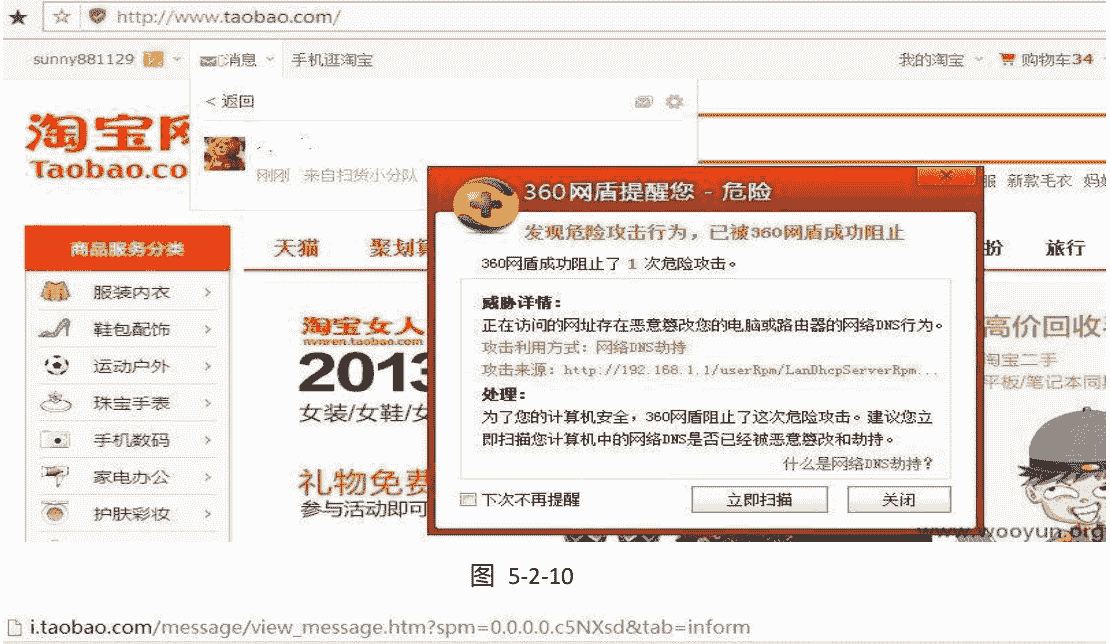 http://www.taobao.com/
sunny881129 消息 手机逛淘宝 我的淘宝 购物车34
< 返回
淘宝网
Taobao.co
刚刚 来自扫货小分队
服 新款毛衣
360网盾提醒您 - 危险
发现危险攻击行为，已被360网盾成功阻止
商品服务分类
天猫 聚划算
扮 旅行
360网盾成功阻止了 1 次危险攻击。
服装内衣 >
鞋包配饰 >
运动户外 >
珠宝手表 >
手机数码 >
家电办公 >
护肤彩妆 >
淘宝女人
nvren.taobao.com
2013
女装/女鞋/
礼物免费
参与活动即可
威胁详情：
正在访问的网址存在恶意篡改您的电脑或路由器的网络DNS行为。
攻击利用方式：网络DNS劫持
攻击来源：http://192.168.1.1/userRpm/LanDhcpServerRpm...
处理：
为了您的计算机安全，360网盾阻止了这次危险攻击。建议您立
即扫描您计算机中的网络DNS是否已经被恶意篡改和劫持。
什么是网络DNS劫持？
下次不再提醒 立即扫描 关闭
高价回收
淘宝二手
平板/笔记本同
www.wooyun.org
图 5-2-10
i.taobao.com/message/view_message.htm?spm=0.0.0.0.c5NXsd&tab=inform